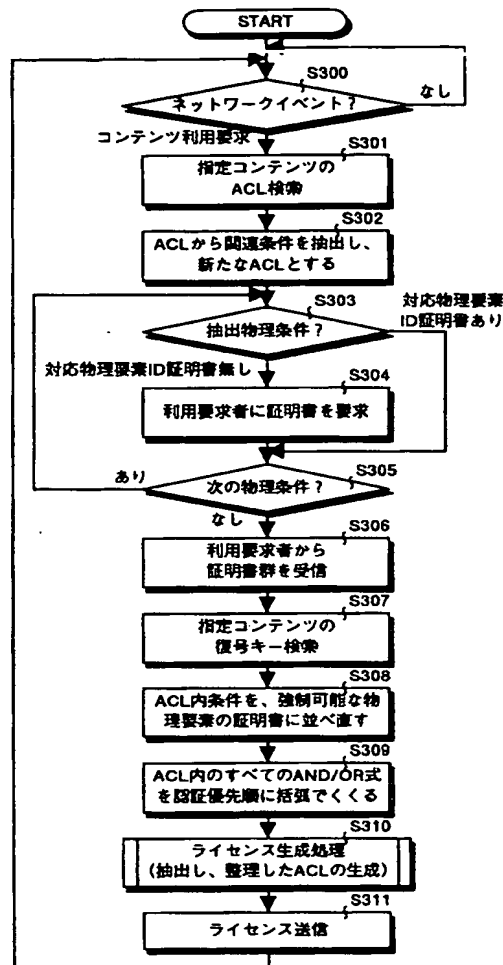 START
S300
ネットワークイベント？
なし
コンテンツ利用要求
S301
指定コンテンツの
ACL検索
S302
ACLから関連条件を抽出し、
新たなACLとする
S303
抽出物理条件？
対応物理要素
ID証明書あり
対応物理要素ID証明書無し
S304
利用要求者に証明書を要求
S305
次の物理条件？
あり
なし
S306
利用要求者から
証明書群を受信
S307
指定コンテンツの
復号キー検索
S308
ACL内条件を、強制可能な物
理要素の証明書に並べ直す
S309
ACL内のすべてのAND/OR式
を認証優先順に括弧でくくる
S310
ライセンス生成処理
（抽出し、整理したACLの生成）
S311
ライセンス送信